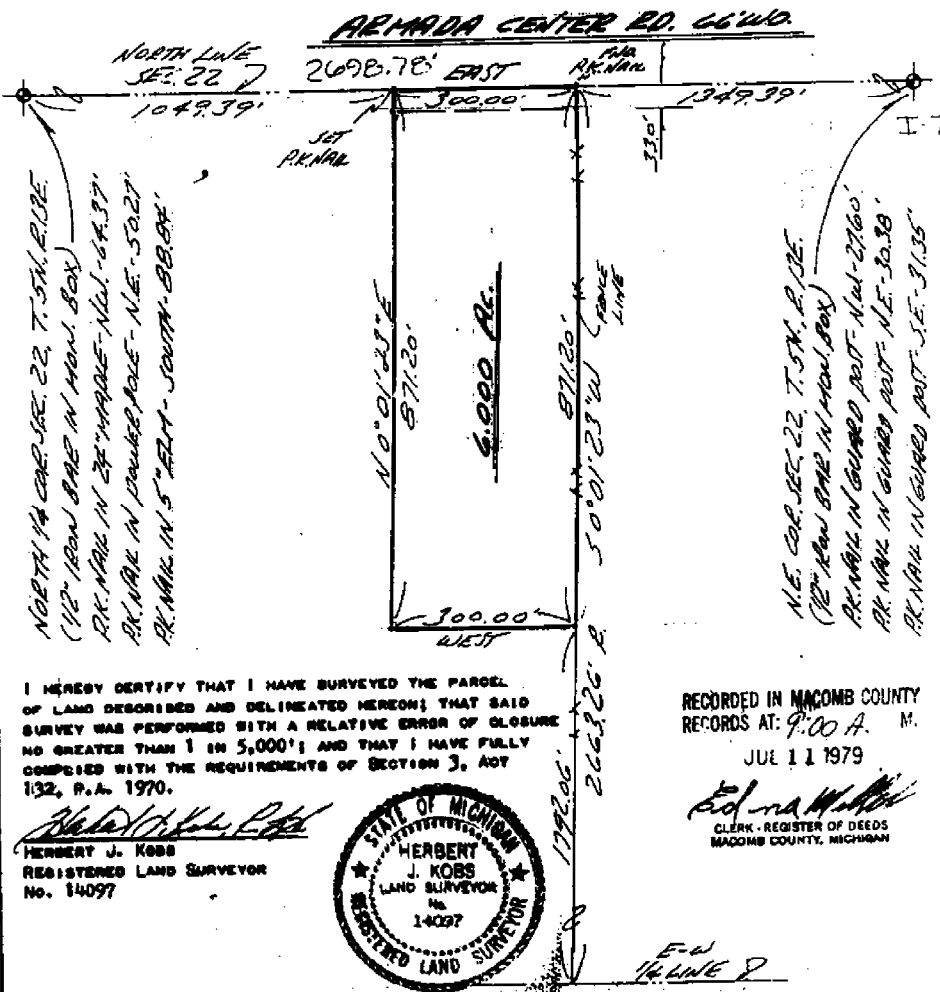 ARMADA CENTER RD. 66' WD.
NORTH LINE
SEC. 22
2698.78' EAST
FND.
P.K. NAIL
1049.39'
300.00'
1349.39'
SET
P.K. NAIL
33.0'
NORTH 1/4 COR. SEC. 22, T. 5 N., R. 13 E.
(1/2" IRON BAR IN MON. BOX)
P.K. NAIL IN 24" MAPLE - N.W. - 64.37'
P.K. NAIL IN POWER POLE - N.E. - 50.27'
P.K. NAIL IN 5" ELM - SOUTH - 88.84'
N 0° 01' 23" E
871.20'
6.000 AC.
871.20'
S 0° 01' 23" W
FENCE
LINE
N.E. COR. SEC. 22, T. 5 N., R. 13 E.
(1/2" IRON BAR IN MON. BOX)
P.K. NAIL IN GUARD POST - N.W. - 27.60'
P.K. NAIL IN GUARD POST - N.E. - 30.38'
P.K. NAIL IN GUARD POST - S.E. - 31.35'
300.00'
WEST
1792.06'
2663.26' R.
I HEREBY CERTIFY THAT I HAVE SURVEYED THE PARCEL
OF LAND DESCRIBED AND DELINEATED HEREON; THAT SAID
SURVEY WAS PERFORMED WITH A RELATIVE ERROR OF CLOSURE
NO GREATER THAN 1 IN 5,000'; AND THAT I HAVE FULLY
COMPLIED WITH THE REQUIREMENTS OF SECTION 3, ACT
132, P.A. 1970.
HERBERT J. KOBS
REGISTERED LAND SURVEYOR
No. 14097
STATE OF MICHIGAN
HERBERT
J. KOBS
LAND SURVEYOR
No.
14097
REGISTERED LAND SURVEYOR
RECORDED IN MACOMB COUNTY
RECORDS AT: 9:00 A. M.
JUL 11 1979
CLERK - REGISTER OF DEEDS
MACOMB COUNTY, MICHIGAN
E-W
1/4 LINE